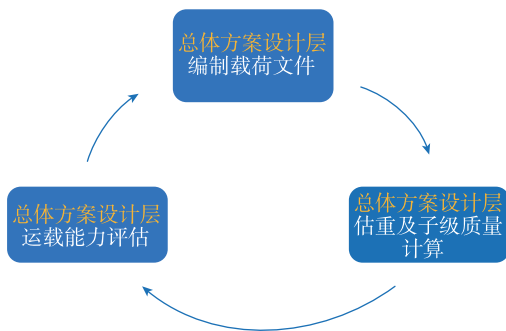 总体方案设计层
编制载荷文件
总体方案设计层
估重及子级质量
计算
总体方案设计层
运载能力评估